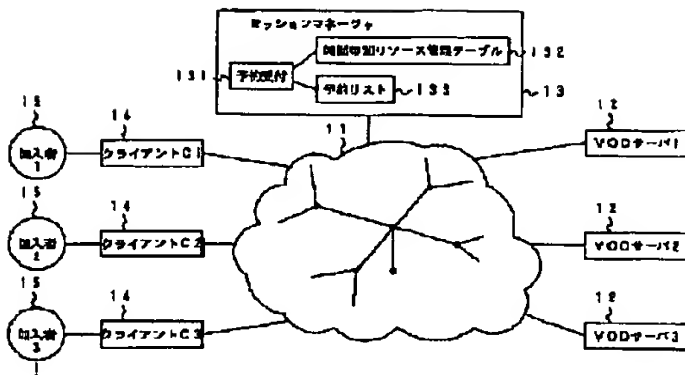 セッションマネージャ
時間帯別リソース管理テーブル
132
131
予約受付
予約リスト
133
13
11
15
14
12
加入者
1
クライアントC1
VODサーバ1
15
14
12
加入者
2
クライアントC2
VODサーバ2
15
14
12
加入者
3
クライアントC3
VODサーバ3